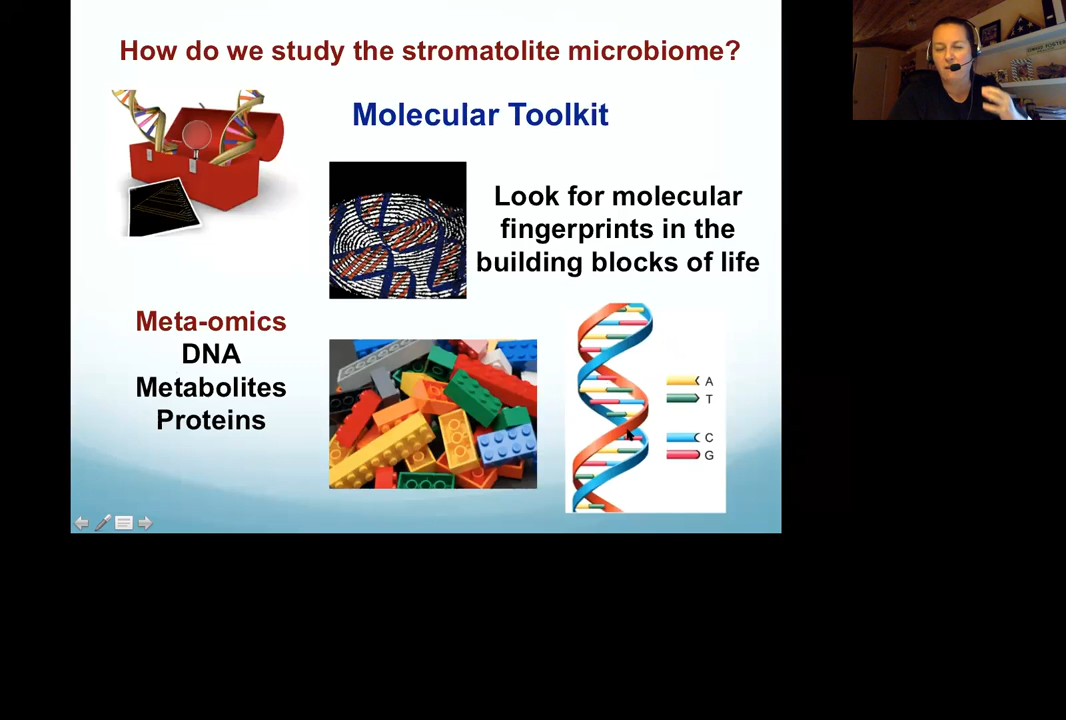 How do we study the stromatolite microbiome?
Molecular Toolkit
Look for molecular
fingerprints in the
building blocks of life
Meta-omics
DNA
Metabolites
Proteins
A
T
C
G